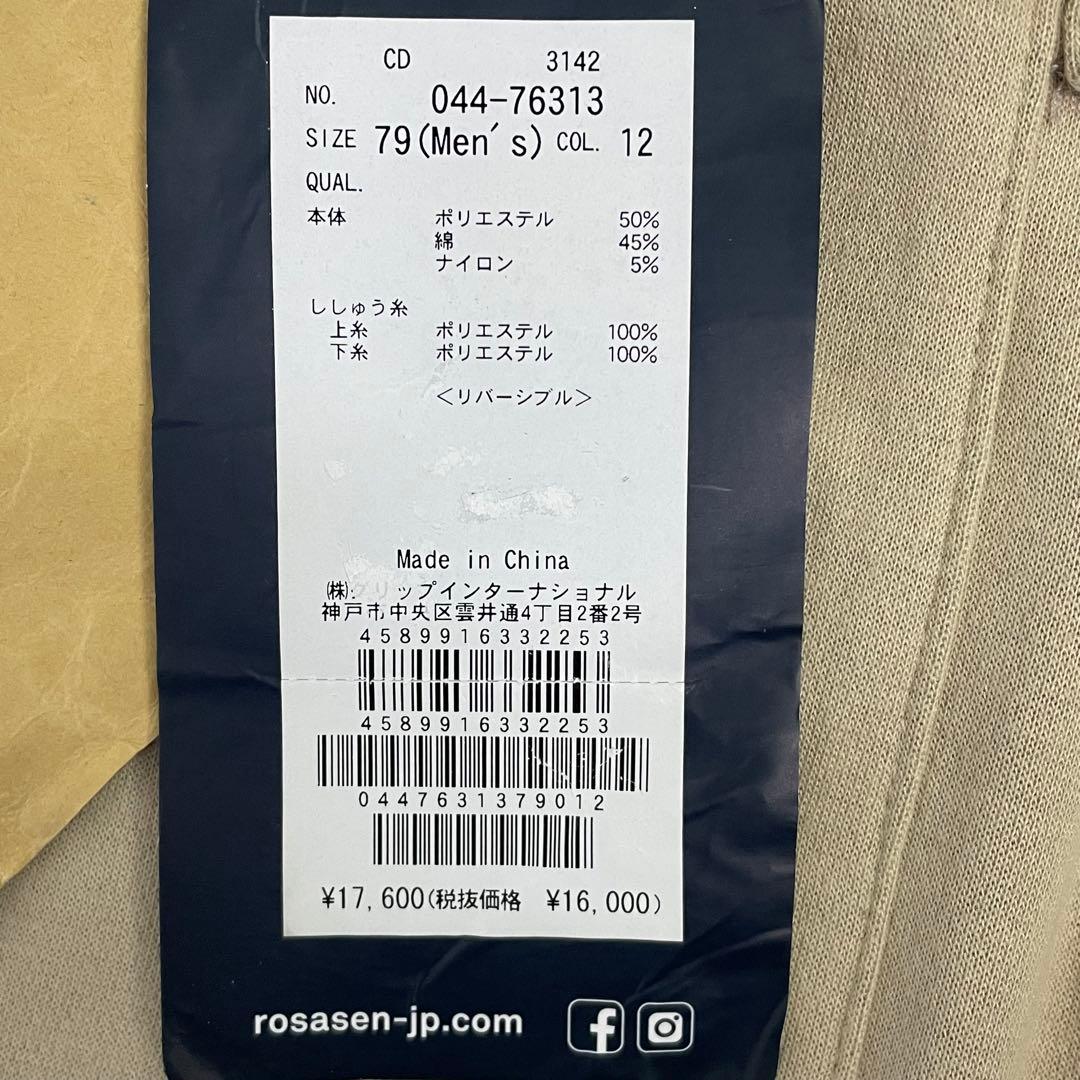 CD 3142
NO. 044-76313
SIZE 79(Men's) COL. 12
QUAL.
本体 ポリエステル 50%
綿 45%
ナイロン 5%
ししゅう糸
上糸 ポリエステル 100%
下糸 ポリエステル 100%
＜リバーシブル＞
Made in China
㈱グリップインターナショナル
神戸市中央区雲井通4丁目2番2号
4589916332253
4589916332253
0447631379012
¥17,600(税抜価格 ¥16,000)
rosasen-jp.com